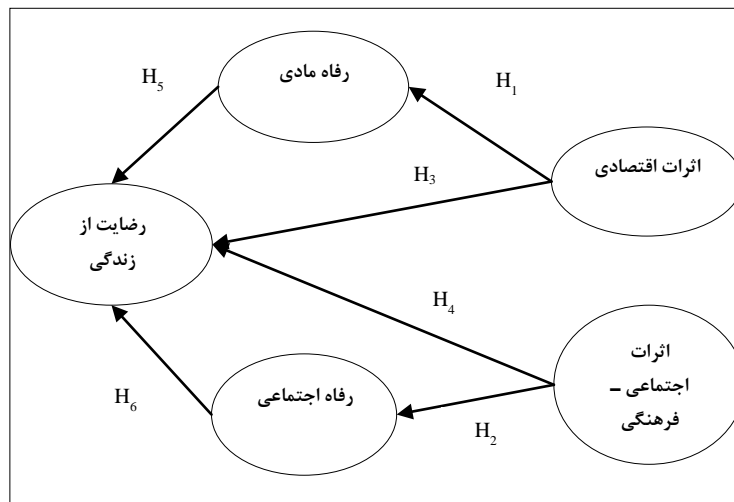 رفاه مادی
H5
H1
اثرات اقتصادی
H3
رضایت از
زندگی
H4
اثرات
اجتماعی –
فرهنگی
رفاه اجتماعی
H6
H2